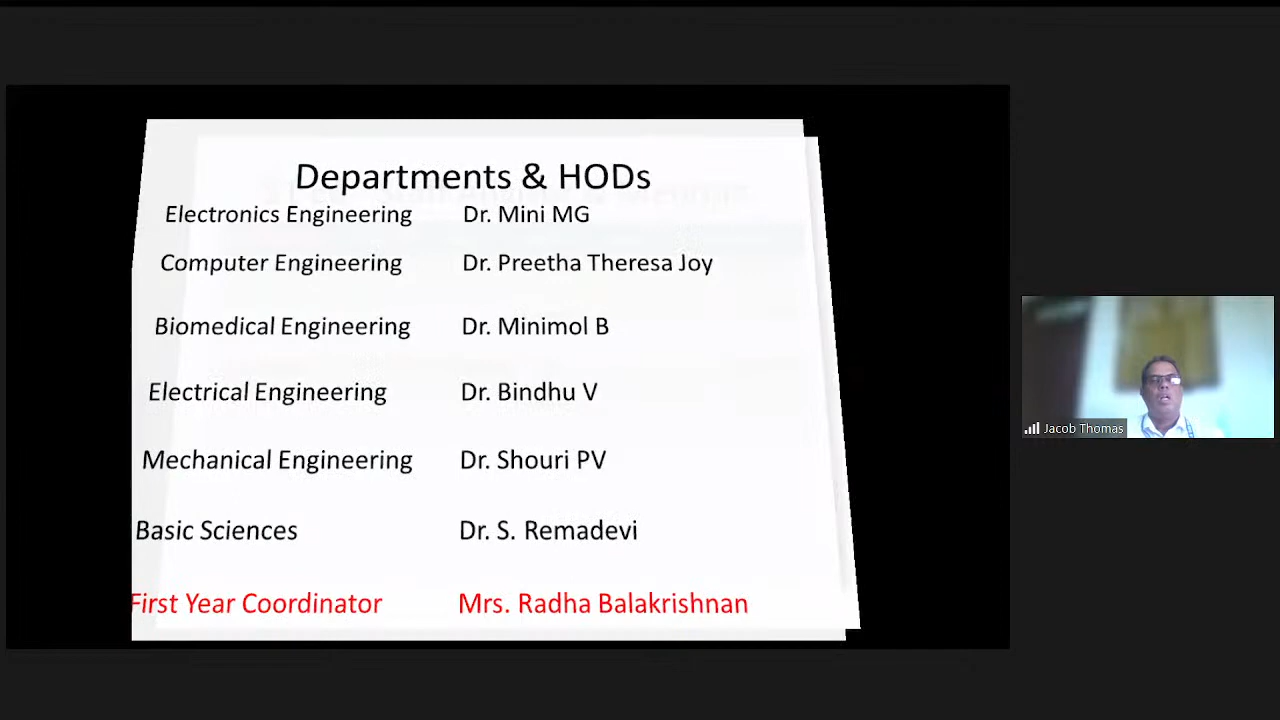 Departments & HODs
Electronics Engineering Dr. Mini MG
Computer Engineering Dr. Preetha Theresa Joy
Biomedical Engineering Dr. Minimol B
Electrical Engineering Dr. Bindhu V
Mechanical Engineering Dr. Shouri PV
Basic Sciences Dr. S. Remadevi
First Year Coordinator Mrs. Radha Balakrishnan
Jacob Thomas